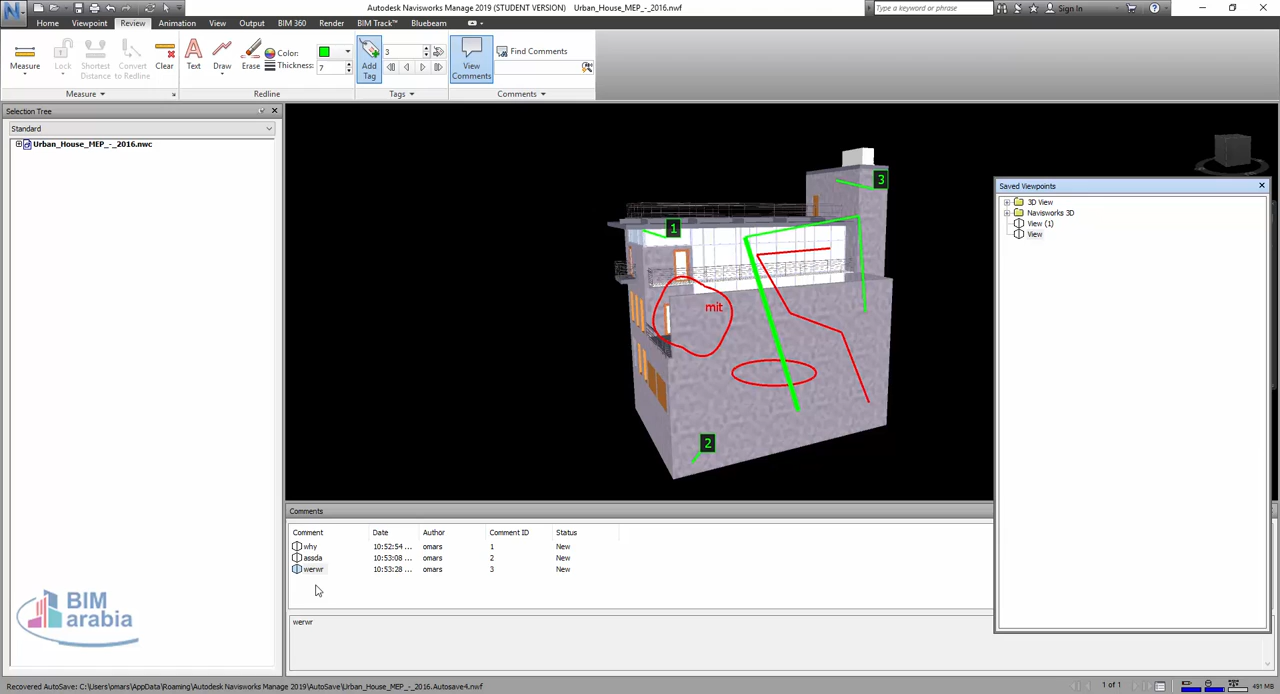 Autodesk Navisworks Manage 2019 (STUDENT VERSION) Urban_House_MEP_-_2016.nwf
Type a keyword or phrase
Sign In
Home Viewpoint Review Animation View Output BIM 360 Render BIM Track™ Bluebeam
Measure
Lock
Shortest Distance
Convert to Redline
Clear
Text
Draw
Erase
Color:
Thickness: 7
Add Tag
3
View Comments
Find Comments
Measure Redline Tags Comments
Selection Tree
Standard
Urban_House_MEP_-_2016.nwc
1
2
3
mit
Saved Viewpoints
3D View
Navisworks 3D
View (1)
View
Comments
Comment Date Author Comment ID Status
why 10:52:54 ... omars 1 New
assda 10:53:08 ... omars 2 New
werwr 10:53:28 ... omars 3 New
werwr
BIM
arabia
Recovered AutoSave: C:\Users\omars\AppData\Roaming\Autodesk Navisworks Manage 2019\AutoSave\Urban_House_MEP_-_2016.Autosave4.nwf
1 of 1
491 MB